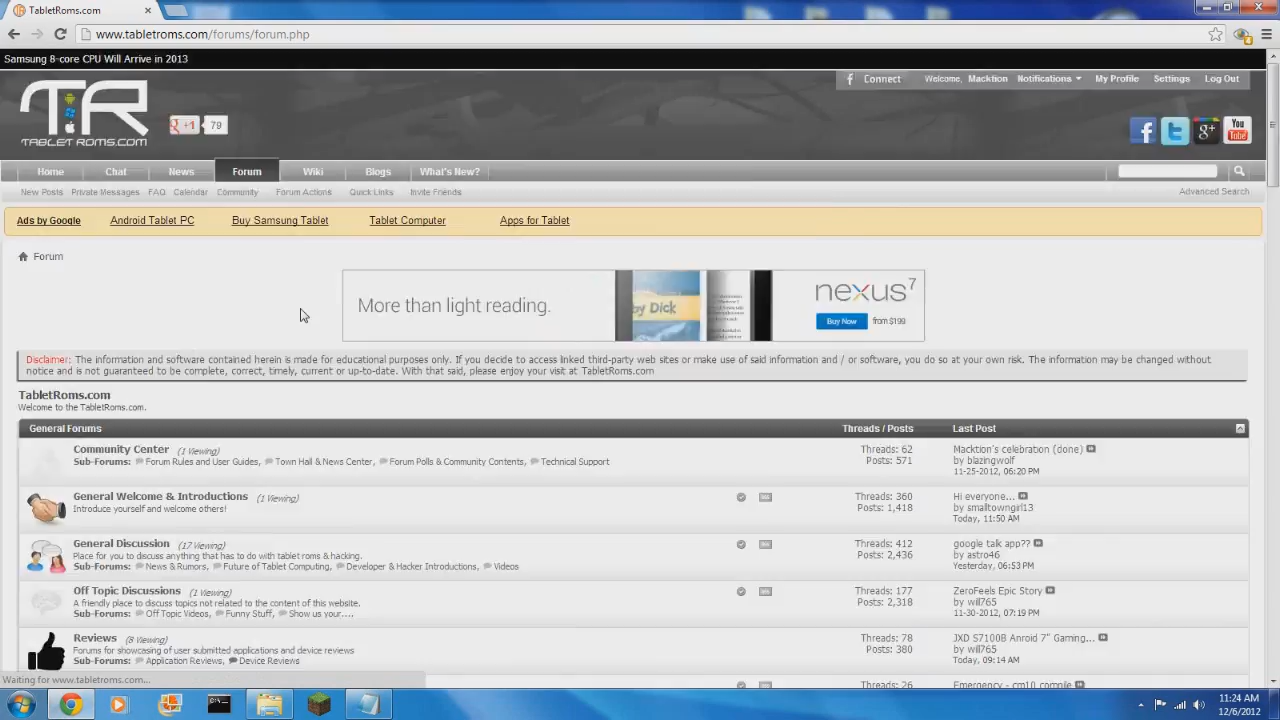 TabletRoms.com
www.tabletroms.com/forums/forum.php
Samsung 8-core CPU Will Arrive in 2013
Connect Welcome, Macktion Notifications My Profile Settings Log Out
TR
TABLETROMS.COM
+1 79
You Tube
Home Chat News Forum Wiki Blogs What's New?
New Posts Private Messages FAQ Calendar Community Forum Actions Quick Links Invite Friends Advanced Search
Ads by Google Android Tablet PC Buy Samsung Tablet Tablet Computer Apps for Tablet
Forum
More than light reading.
by Dick
nexus7
Buy Now from $199
Disclaimer: The information and software contained herein is made for educational purposes only. If you decide to access linked third-party web sites or make use of said information and / or software, you do so at your own risk. The information may be changed without
notice and is not guaranteed to be complete, correct, timely, current or up-to-date. With that said, please enjoy your visit at TabletRoms.com
TabletRoms.com
Welcome to the TabletRoms.com.
General Forums Threads / Posts Last Post
Community Center (1 Viewing) Threads: 62 Macktion's celebration (done)
Sub-Forums: Forum Rules and User Guides, Town Hall & News Center, Forum Polls & Community Contents, Technical Support Posts: 571 by blazingwolf
11-25-2012, 06:20 PM
General Welcome & Introductions (1 Viewing) Threads: 360 Hi everyone...
Introduce yourself and welcome others! Posts: 1,418 by smalltowngirl13
Today, 11:50 AM
General Discussion (17 Viewing) Threads: 412 google talk app??
Place for you to discuss anything that has to do with tablet roms & hacking. Posts: 2,436 by astro46
Sub-Forums: News & Rumors, Future of Tablet Computing, Developer & Hacker Introductions, Videos Yesterday, 06:53 PM
Off Topic Discussions (1 Viewing) Threads: 177 ZeroFeels Epic Story
A friendly place to discuss topics not related to the content of this website. Posts: 2,318 by will765
Sub-Forums: Off Topic Videos, Funny Stuff, Show us your.... 11-30-2012, 07:19 PM
Reviews (8 Viewing) Threads: 78 JXD S7100B Anroid 7" Gaming...
Forums for showcasing of user submitted applications and device reviews Posts: 380 by will765
Sub-Forums: Application Reviews, Device Reviews Today, 09:14 AM
Threads: 26 Emergency - cm10 compile
Waiting for www.tabletroms.com...
11:24 AM
12/6/2012